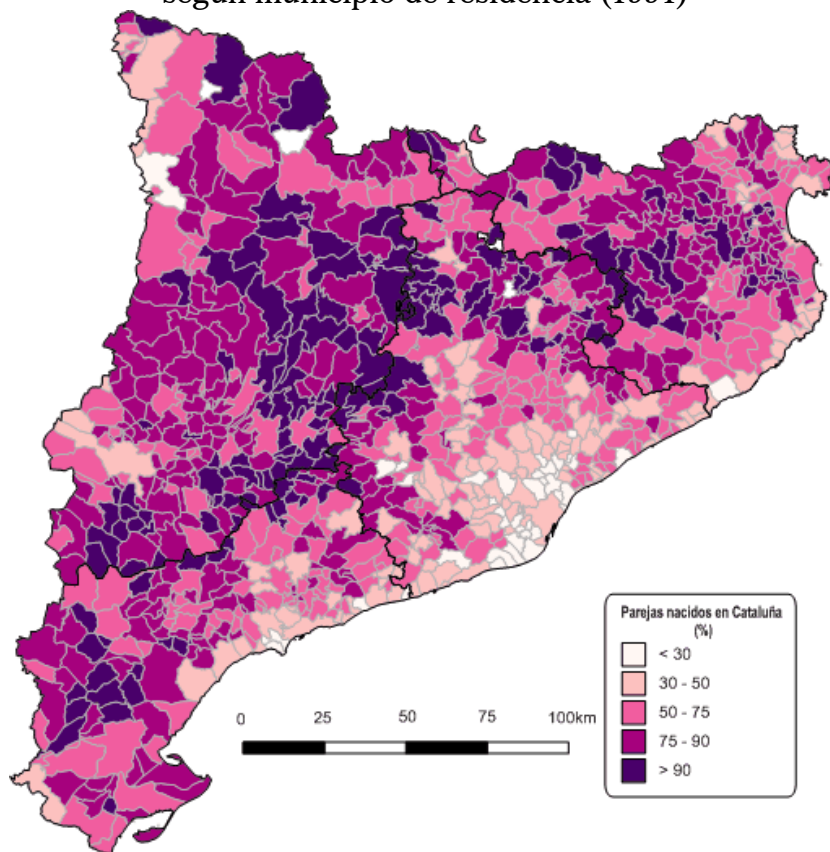 según municipio de residencia (1991)
Parejas nacidos en Cataluña
(%)
< 30
30 - 50
50 - 75
75 - 90
> 90
0 25 50 75 100km